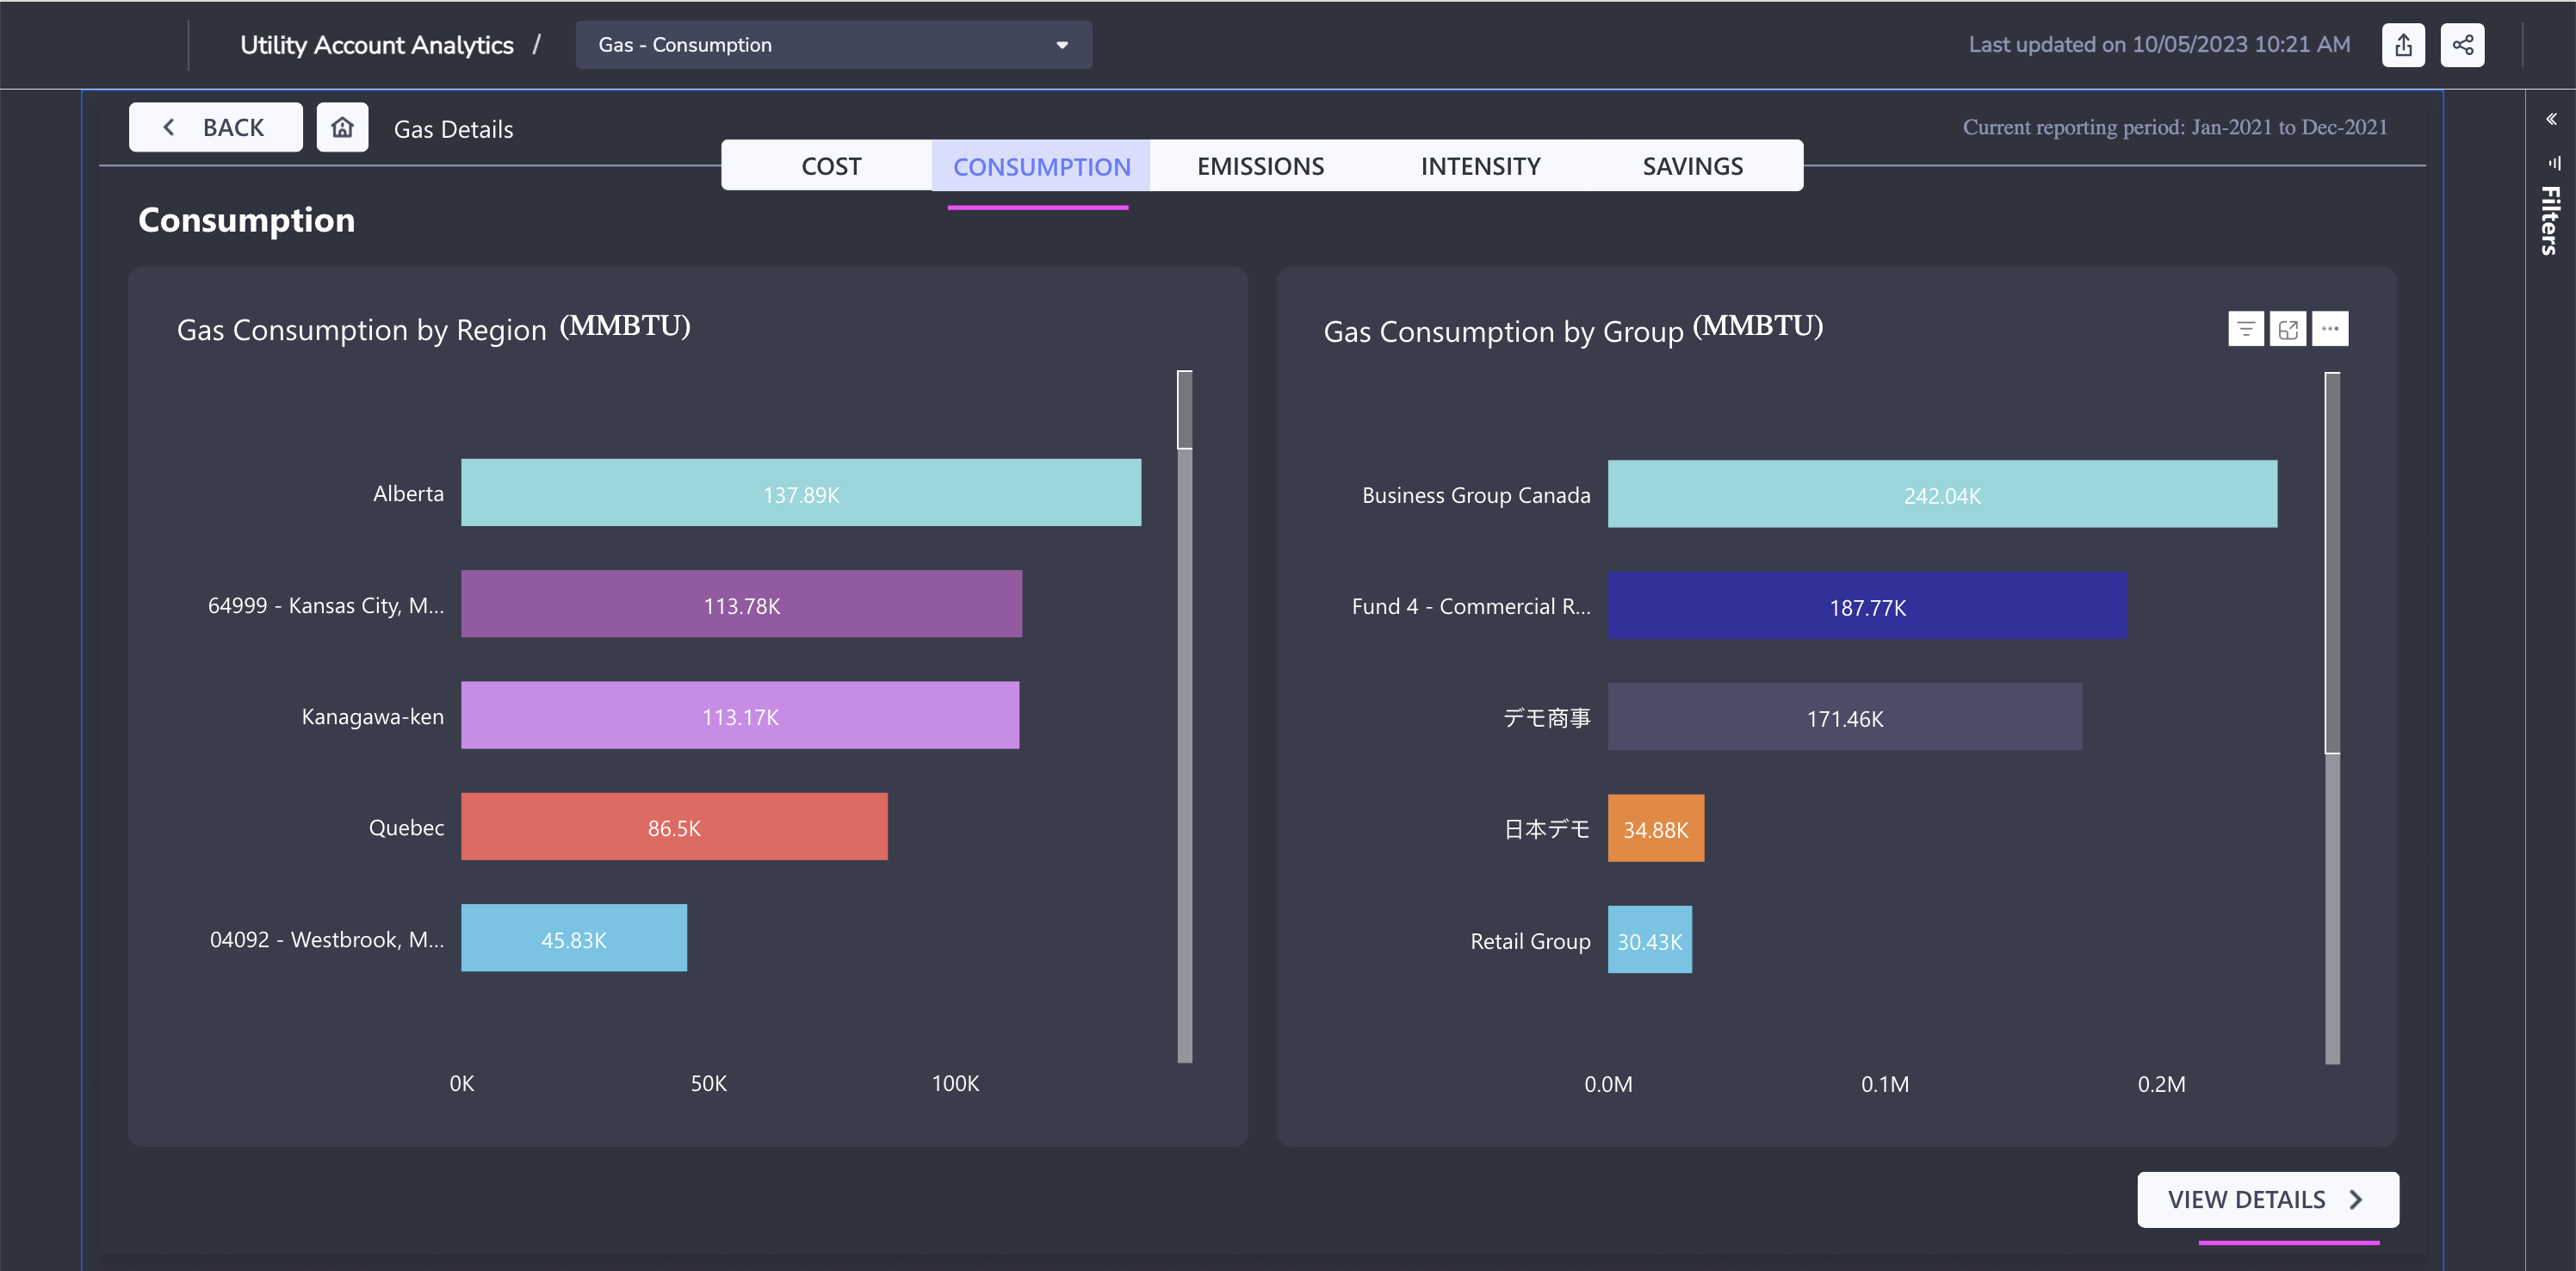 Utility Account Analytics /
Gas - Consumption
Last updated on 10/05/2023 10:21 AM
BACK
Gas Details
Current reporting period: Jan-2021 to Dec-2021
COST
CONSUMPTION
EMISSIONS
INTENSITY
SAVINGS
Filters
Consumption
Gas Consumption by Region (MMBTU)
Alberta
137.89K
64999 - Kansas City, M...
113.78K
Kanagawa-ken
113.17K
Quebec
86.5K
04092 - Westbrook, M...
45.83K
0K
50K
100K
Gas Consumption by Group (MMBTU)
Business Group Canada
242.04K
Fund 4 - Commercial R...
187.77K
デモ商事
171.46K
日本デモ
34.88K
Retail Group
30.43K
0.0M
0.1M
0.2M
VIEW DETAILS